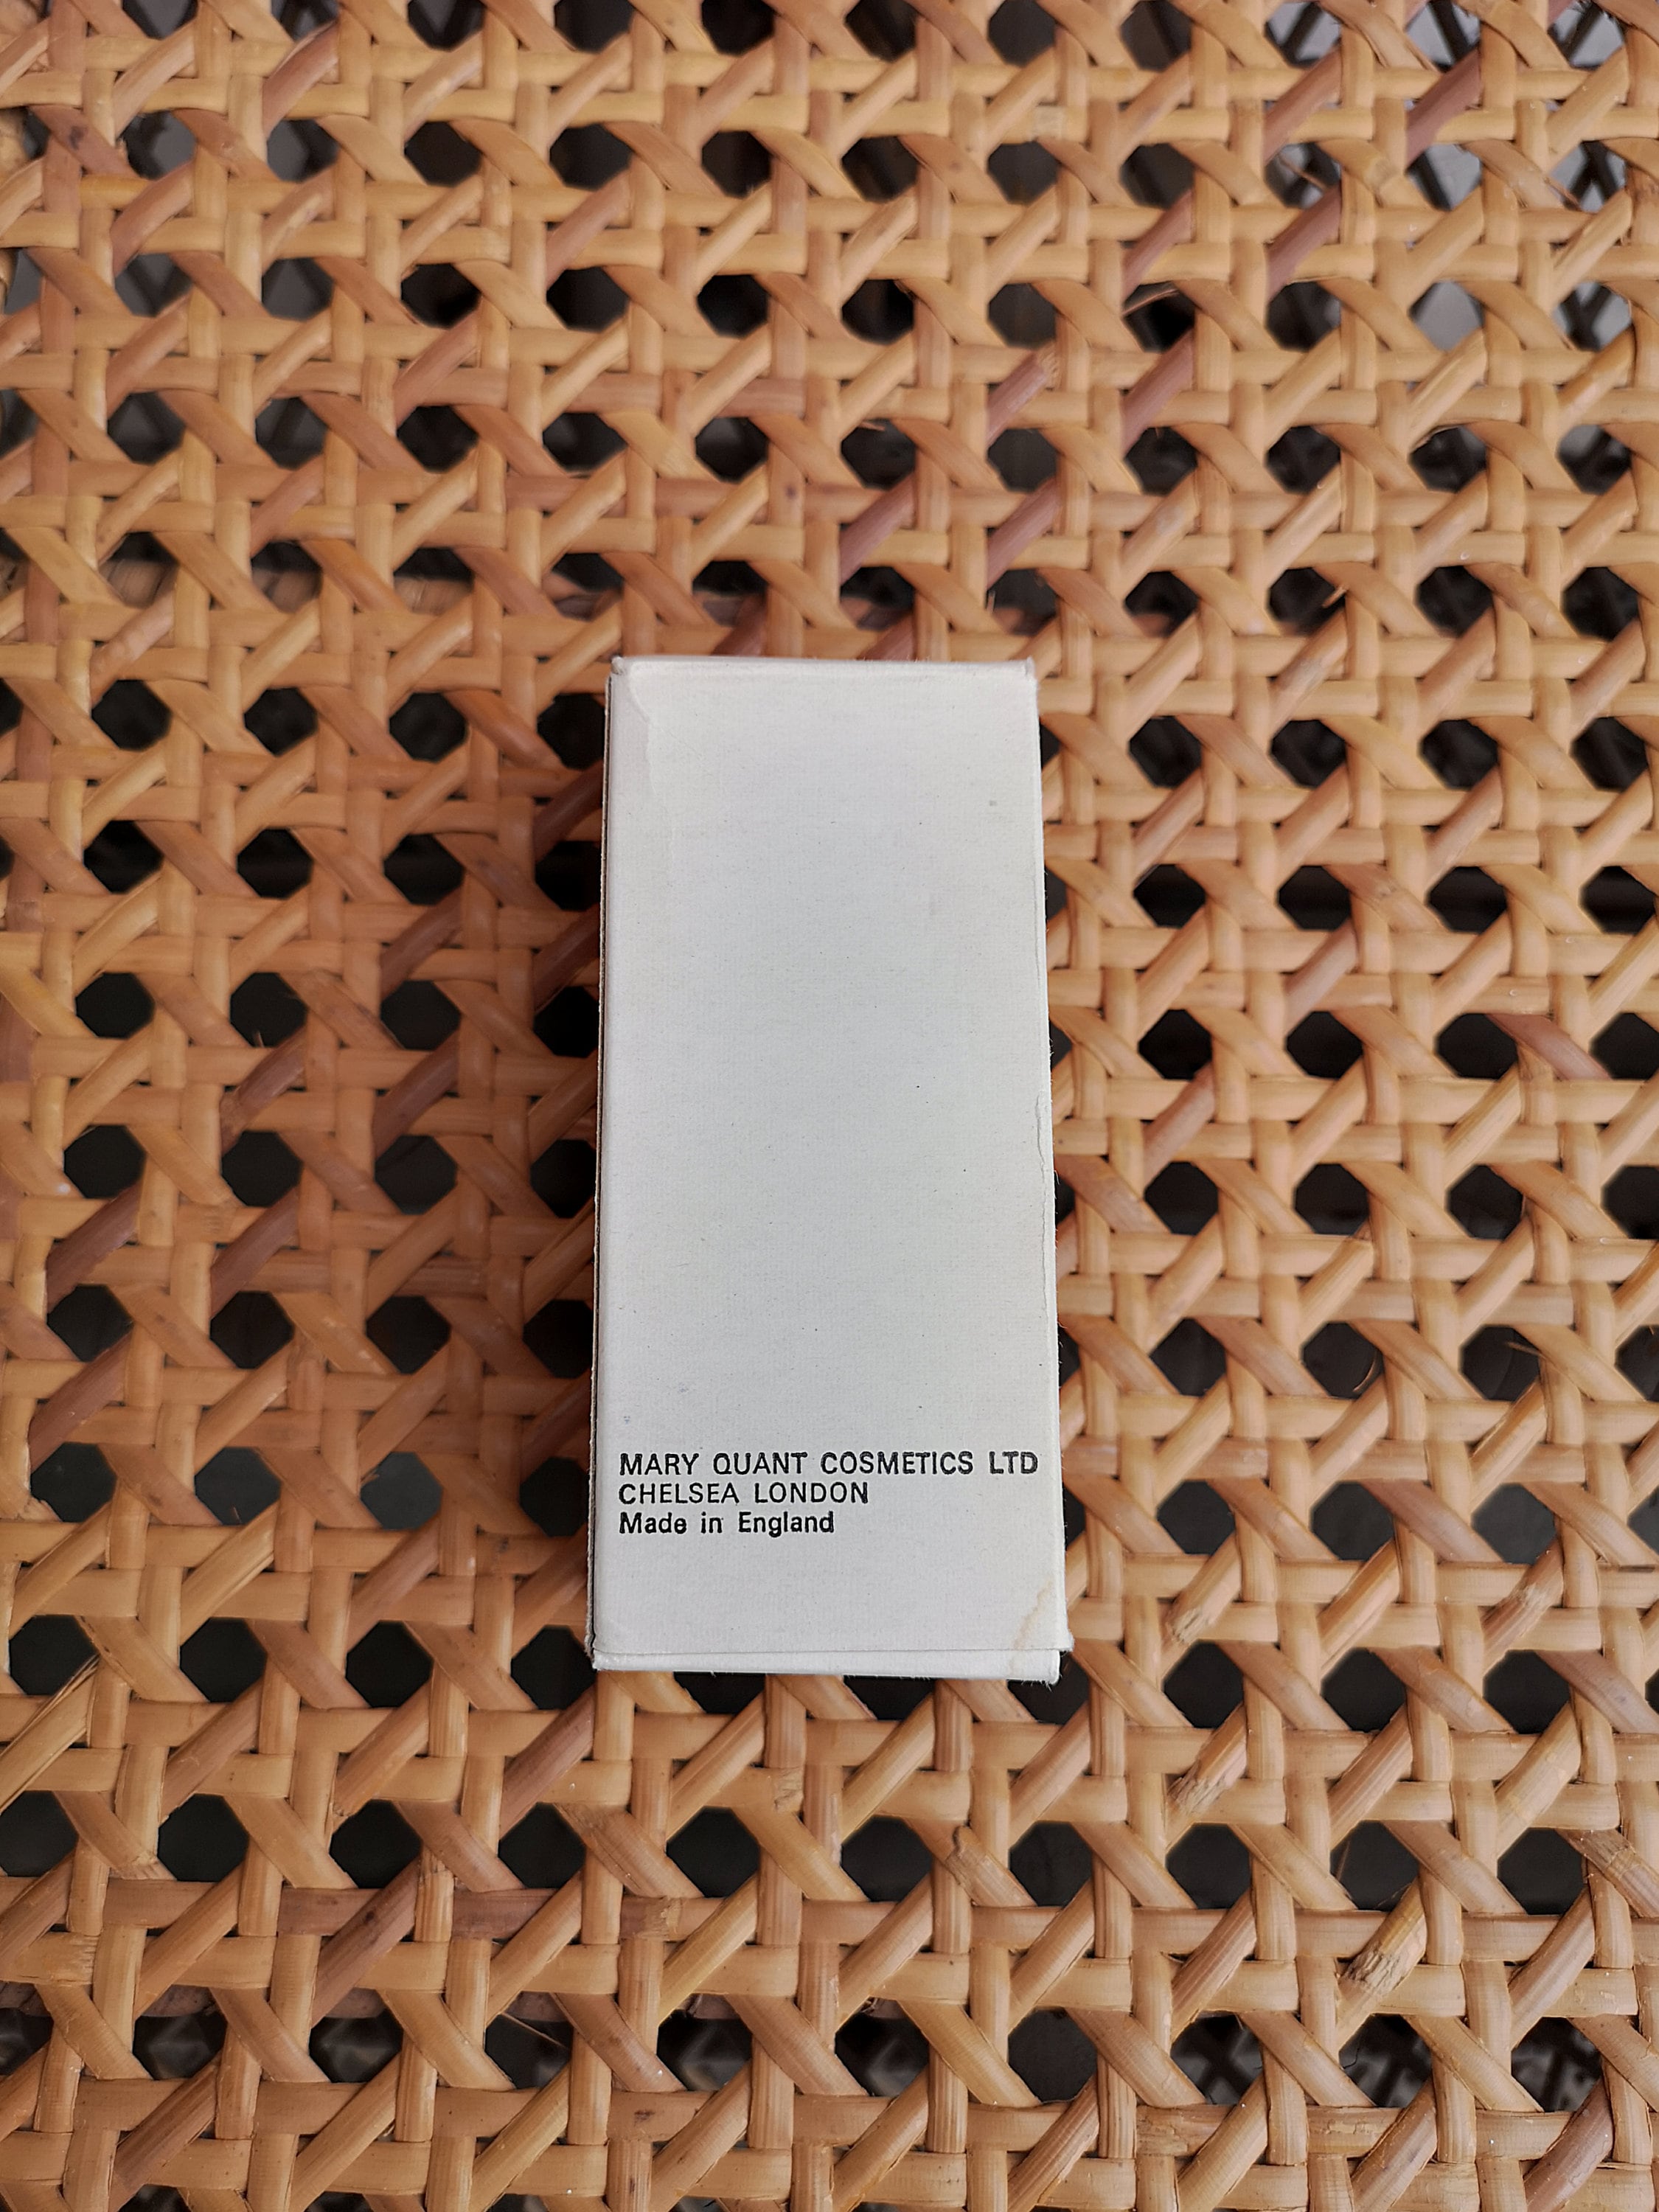 MARY QUANT COSMETICS LTD
CHELSEA LONDON
Made in England